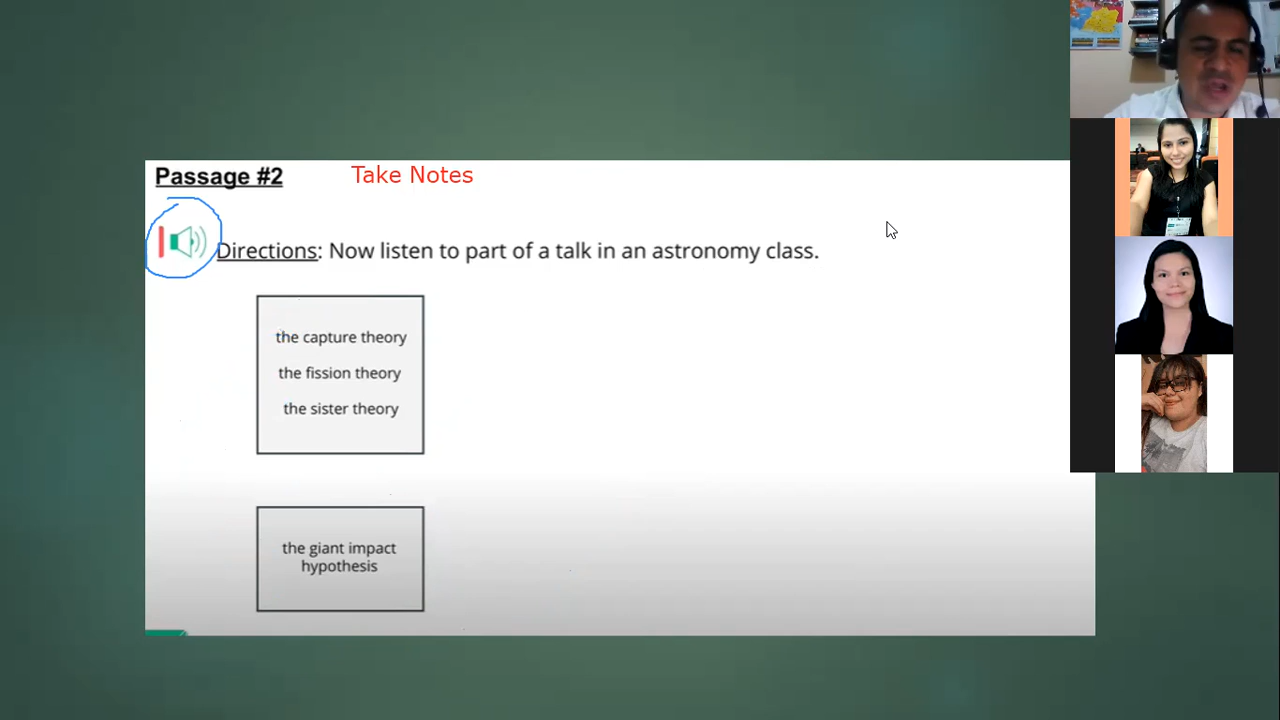 Passage #2 Take Notes
Directions: Now listen to part of a talk in an astronomy class.
the capture theory
the fission theory
the sister theory
the giant impact
hypothesis